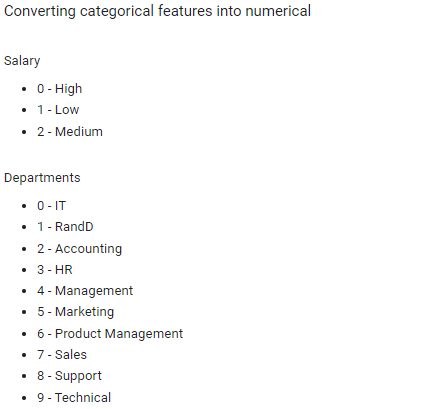 Converting categorical features into numerical
Salary
• 0 - High
• 1 - Low
• 2 - Medium
Departments
• 0 - IT
• 1 - RandD
• 2 - Accounting
• 3 - HR
• 4 - Management
• 5 - Marketing
• 6 - Product Management
• 7 - Sales
• 8 - Support
• 9 - Technical